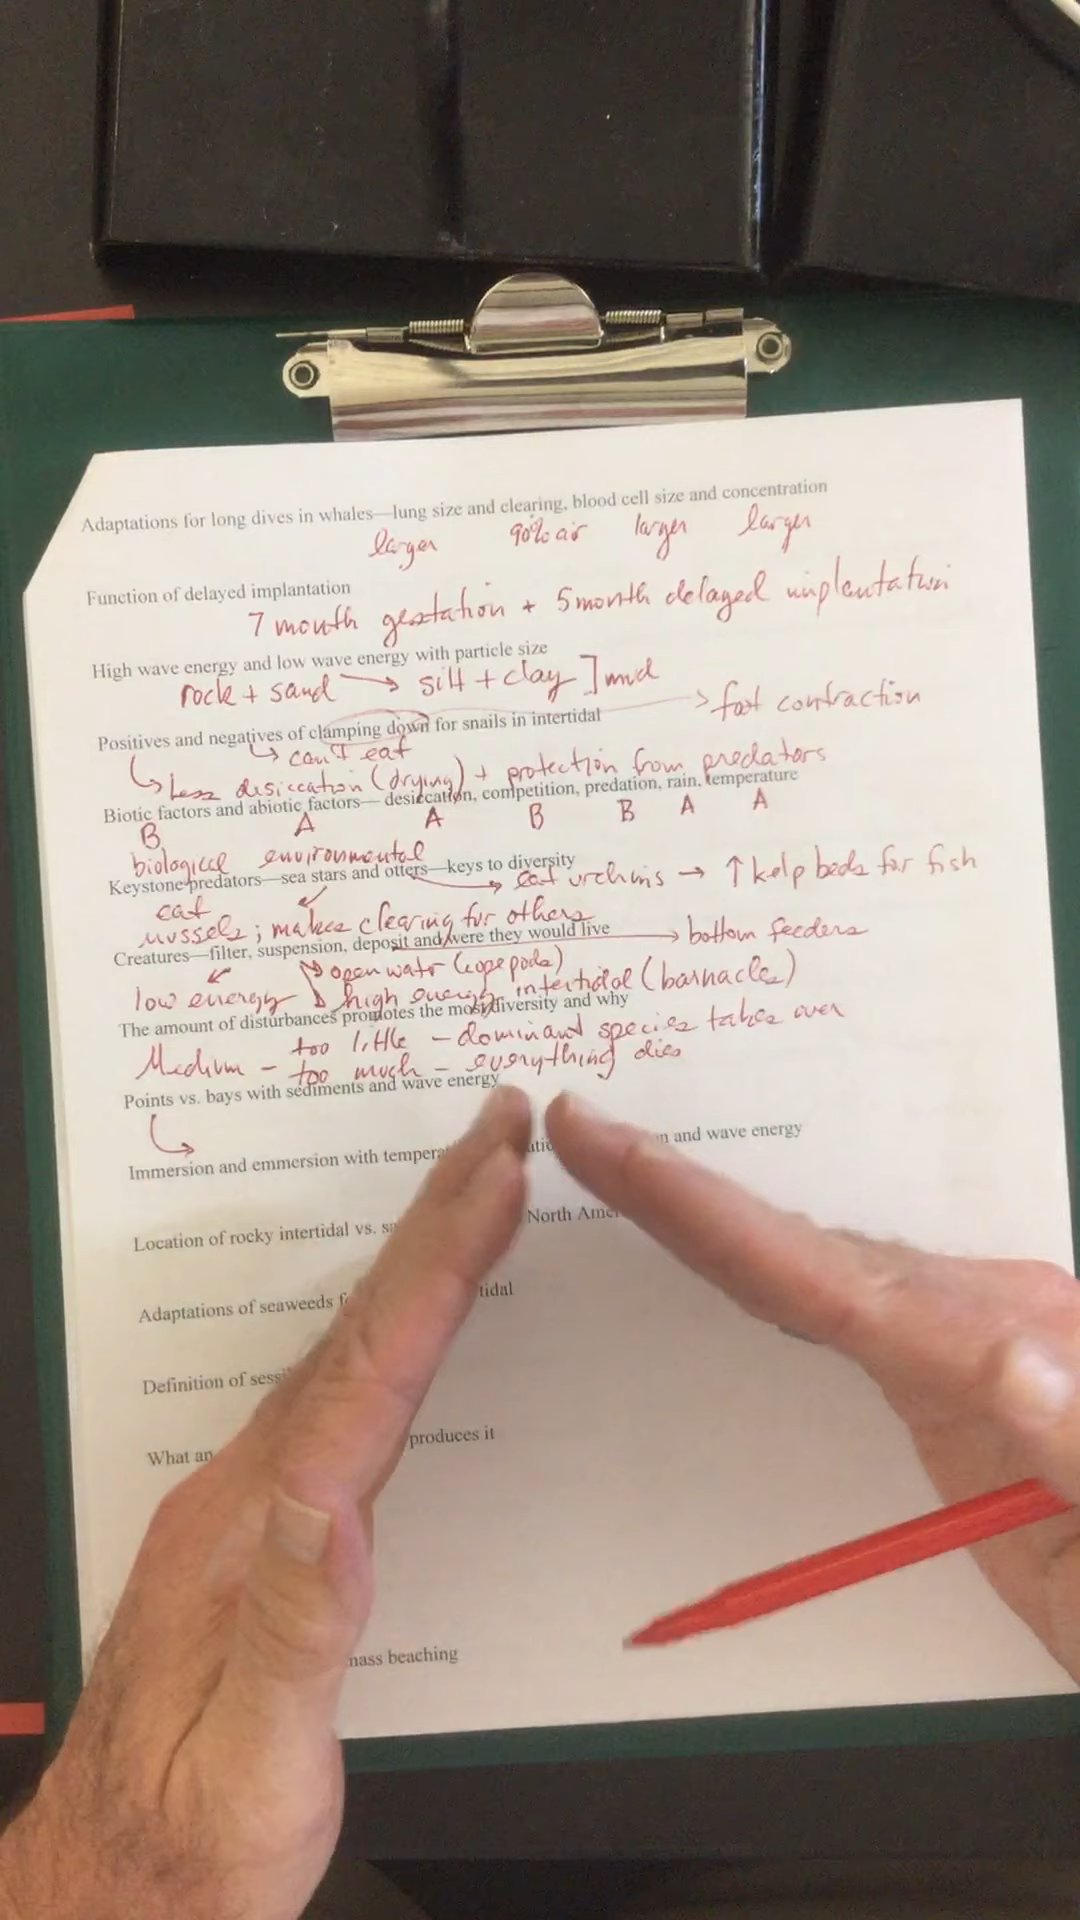 Adaptations for long dives in whales—lung size and clearing, blood cell size and concentration
larger 90% air larger larger
Function of delayed implantation
7 month gestation + 5 month delayed implantation
High wave energy and low wave energy with particle size
rock + sand → silt + clay ] mud
Positives and negatives of clamping down for snails in intertidal → foot contraction
↳ can't eat
↳ Less desiccation (drying) + protection from predators
Biotic factors and abiotic factors— desiccation, competition, predation, rain, temperature
B A A B B A A
biological environmental
Keystone predators—sea stars and otters—keys to diversity
→ eat urchins → ↑ kelp beds for fish
eat
mussels; makes clearing for others
Creatures—filter, suspension, deposit and were they would live → bottom feeders
open water (copepods)
low energy high energy intertidal (barnacles)
The amount of disturbances promotes the most diversity and why
too little - dominant species takes over
Medium - too much - everything dies
Points vs. bays with sediments and wave energy
Immersion and emmersion with and wave energy
Location of rocky intertidal vs. North
Adaptations of seaweeds tidal
Definition of
What produces it
mass beaching